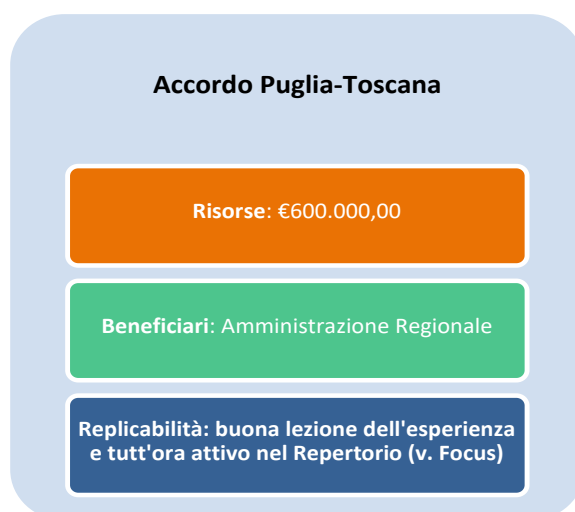 Accordo Puglia-Toscana
Risorse: €600.000,00
Beneficiari: Amministrazione Regionale
Replicabilità: buona lezione dell'esperienza
e tutt'ora attivo nel Repertorio (v. Focus)